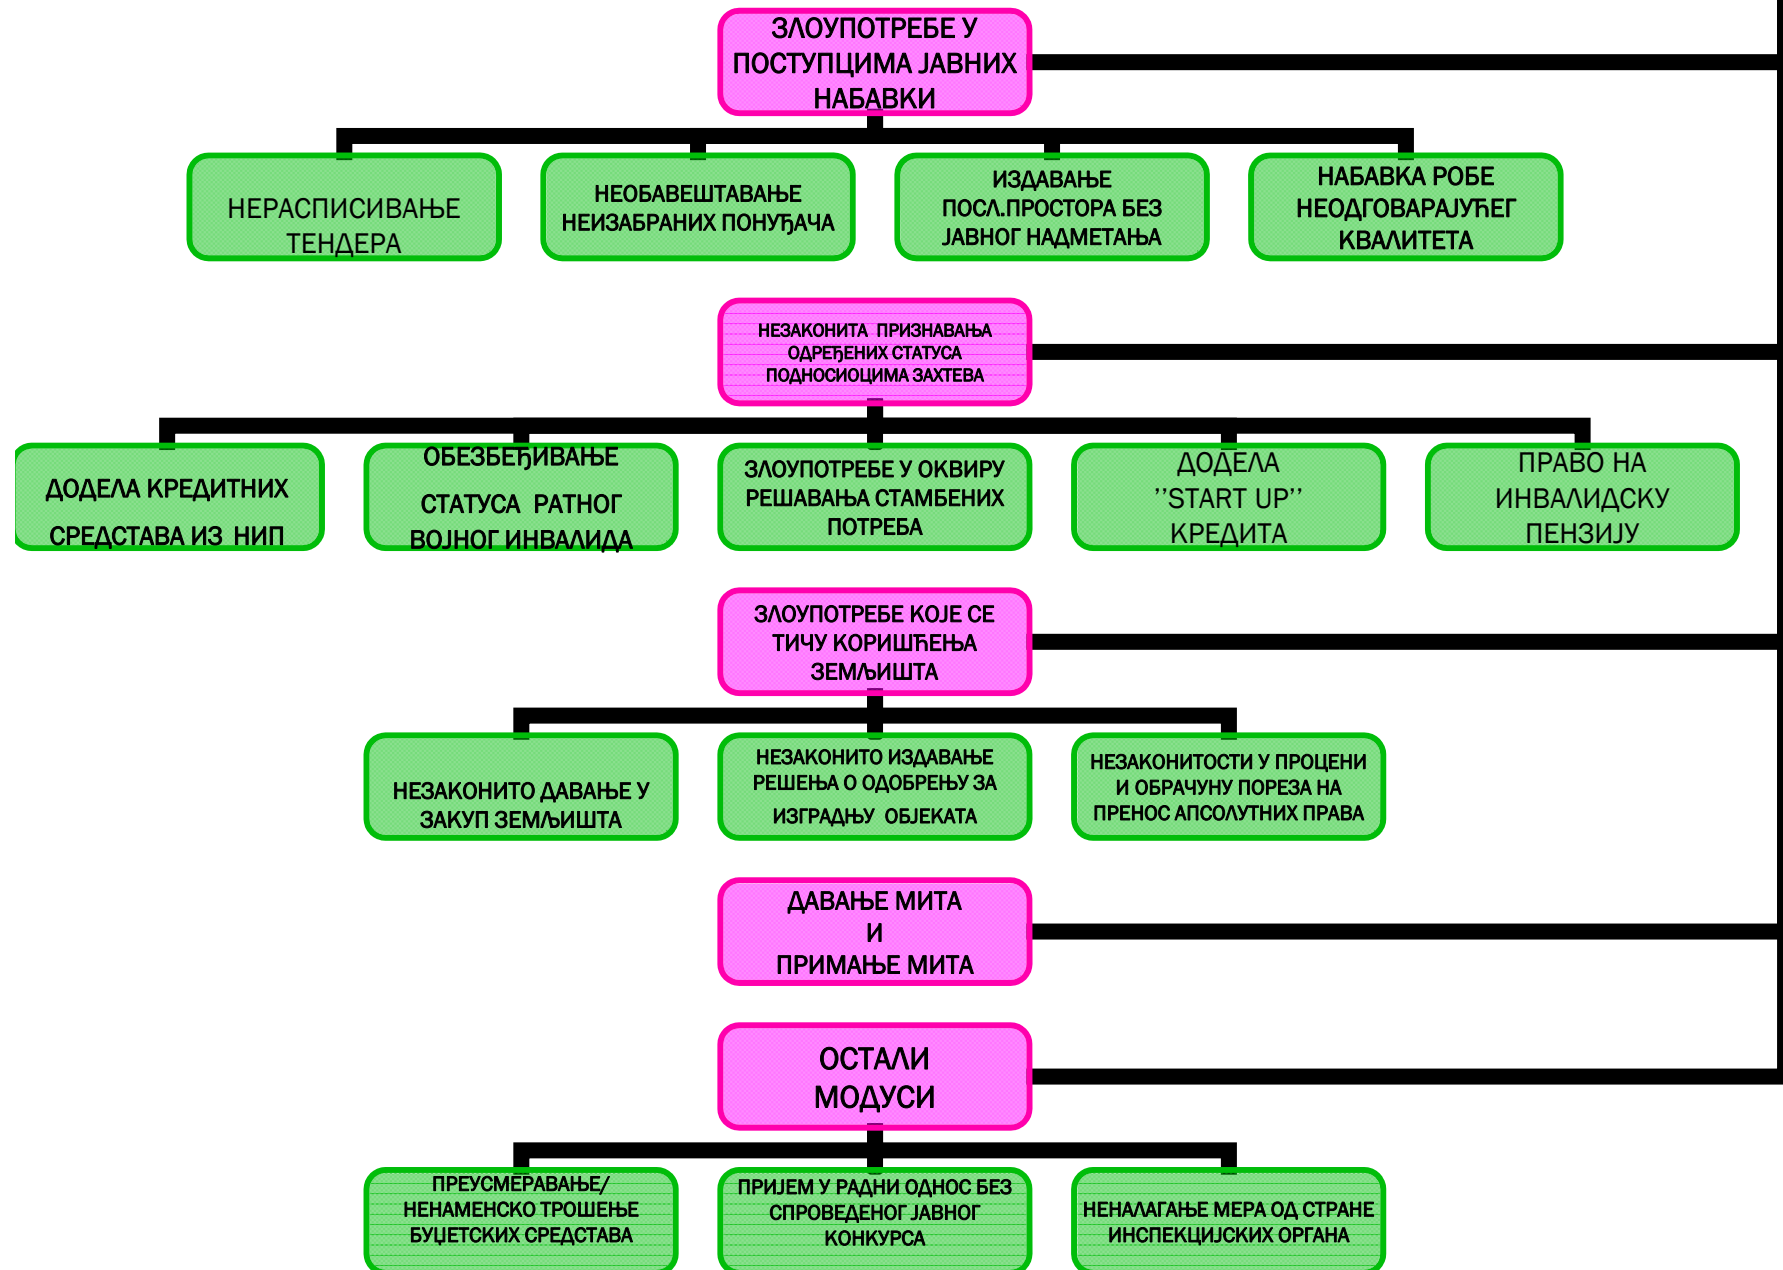 ЗЛОУПОТРЕБЕ У
ПОСТУПЦИМА ЈАВНИХ
НАБАВКИ
НЕРАСПИСИВАЊЕ
ТЕНДЕРА
НЕОБАВЕШТАВАЊЕ
НЕИЗАБРАНИХ ПОНУЂАЧА
ИЗДАВАЊЕ
ПОСЛ.ПРОСТОРА БЕЗ
ЈАВНОГ НАДМЕТАЊА
НАБАВКА РОБЕ
НЕОДГОВАРАЈУЋЕГ
КВАЛИТЕТА
НЕЗАКОНИТА ПРИЗНАВАЊА
ОДРЕЂЕНИХ СТАТУСА
ПОДНОСИОЦИМА ЗАХТЕВА
ДОДЕЛА КРЕДИТНИХ
СРЕДСТАВА ИЗ НИП
ОБЕЗБЕЂИВАЊЕ
СТАТУСА РАТНОГ
ВОЈНОГ ИНВАЛИДА
ЗЛОУПОТРЕБЕ У ОКВИРУ
РЕШАВАЊА СТАМБЕНИХ
ПОТРЕБА
ДОДЕЛА
''START UP''
КРЕДИТА
ПРАВО НА
ИНВАЛИДСКУ
ПЕНЗИЈУ
ЗЛОУПОТРЕБЕ КОЈЕ СЕ
ТИЧУ КОРИШЋЕЊА
ЗЕМЉИШТА
НЕЗАКОНИТО ДАВАЊЕ У
ЗАКУП ЗЕМЉИШТА
НЕЗАКОНИТО ИЗДАВАЊЕ
РЕШЕЊА О ОДОБРЕЊУ ЗА
ИЗГРАДЊУ ОБЈЕКАТА
НЕЗАКОНИТОСТИ У ПРОЦЕНИ
И ОБРАЧУНУ ПОРЕЗА НА
ПРЕНОС АПСОЛУТНИХ ПРАВА
ДАВАЊЕ МИТА
И
ПРИМАЊЕ МИТА
ОСТАЛИ
МОДУСИ
ПРЕУСМЕРАВАЊЕ/
НЕНАМЕНСКО ТРОШЕЊЕ
БУЏЕТСКИХ СРЕДСТАВА
ПРИЈЕМ У РАДНИ ОДНОС БЕЗ
СПРОВЕДЕНОГ ЈАВНОГ
КОНКУРСА
НЕНАЛАГАЊЕ МЕРА ОД СТРАНЕ
ИНСПЕКЦИЈСКИХ ОРГАНА